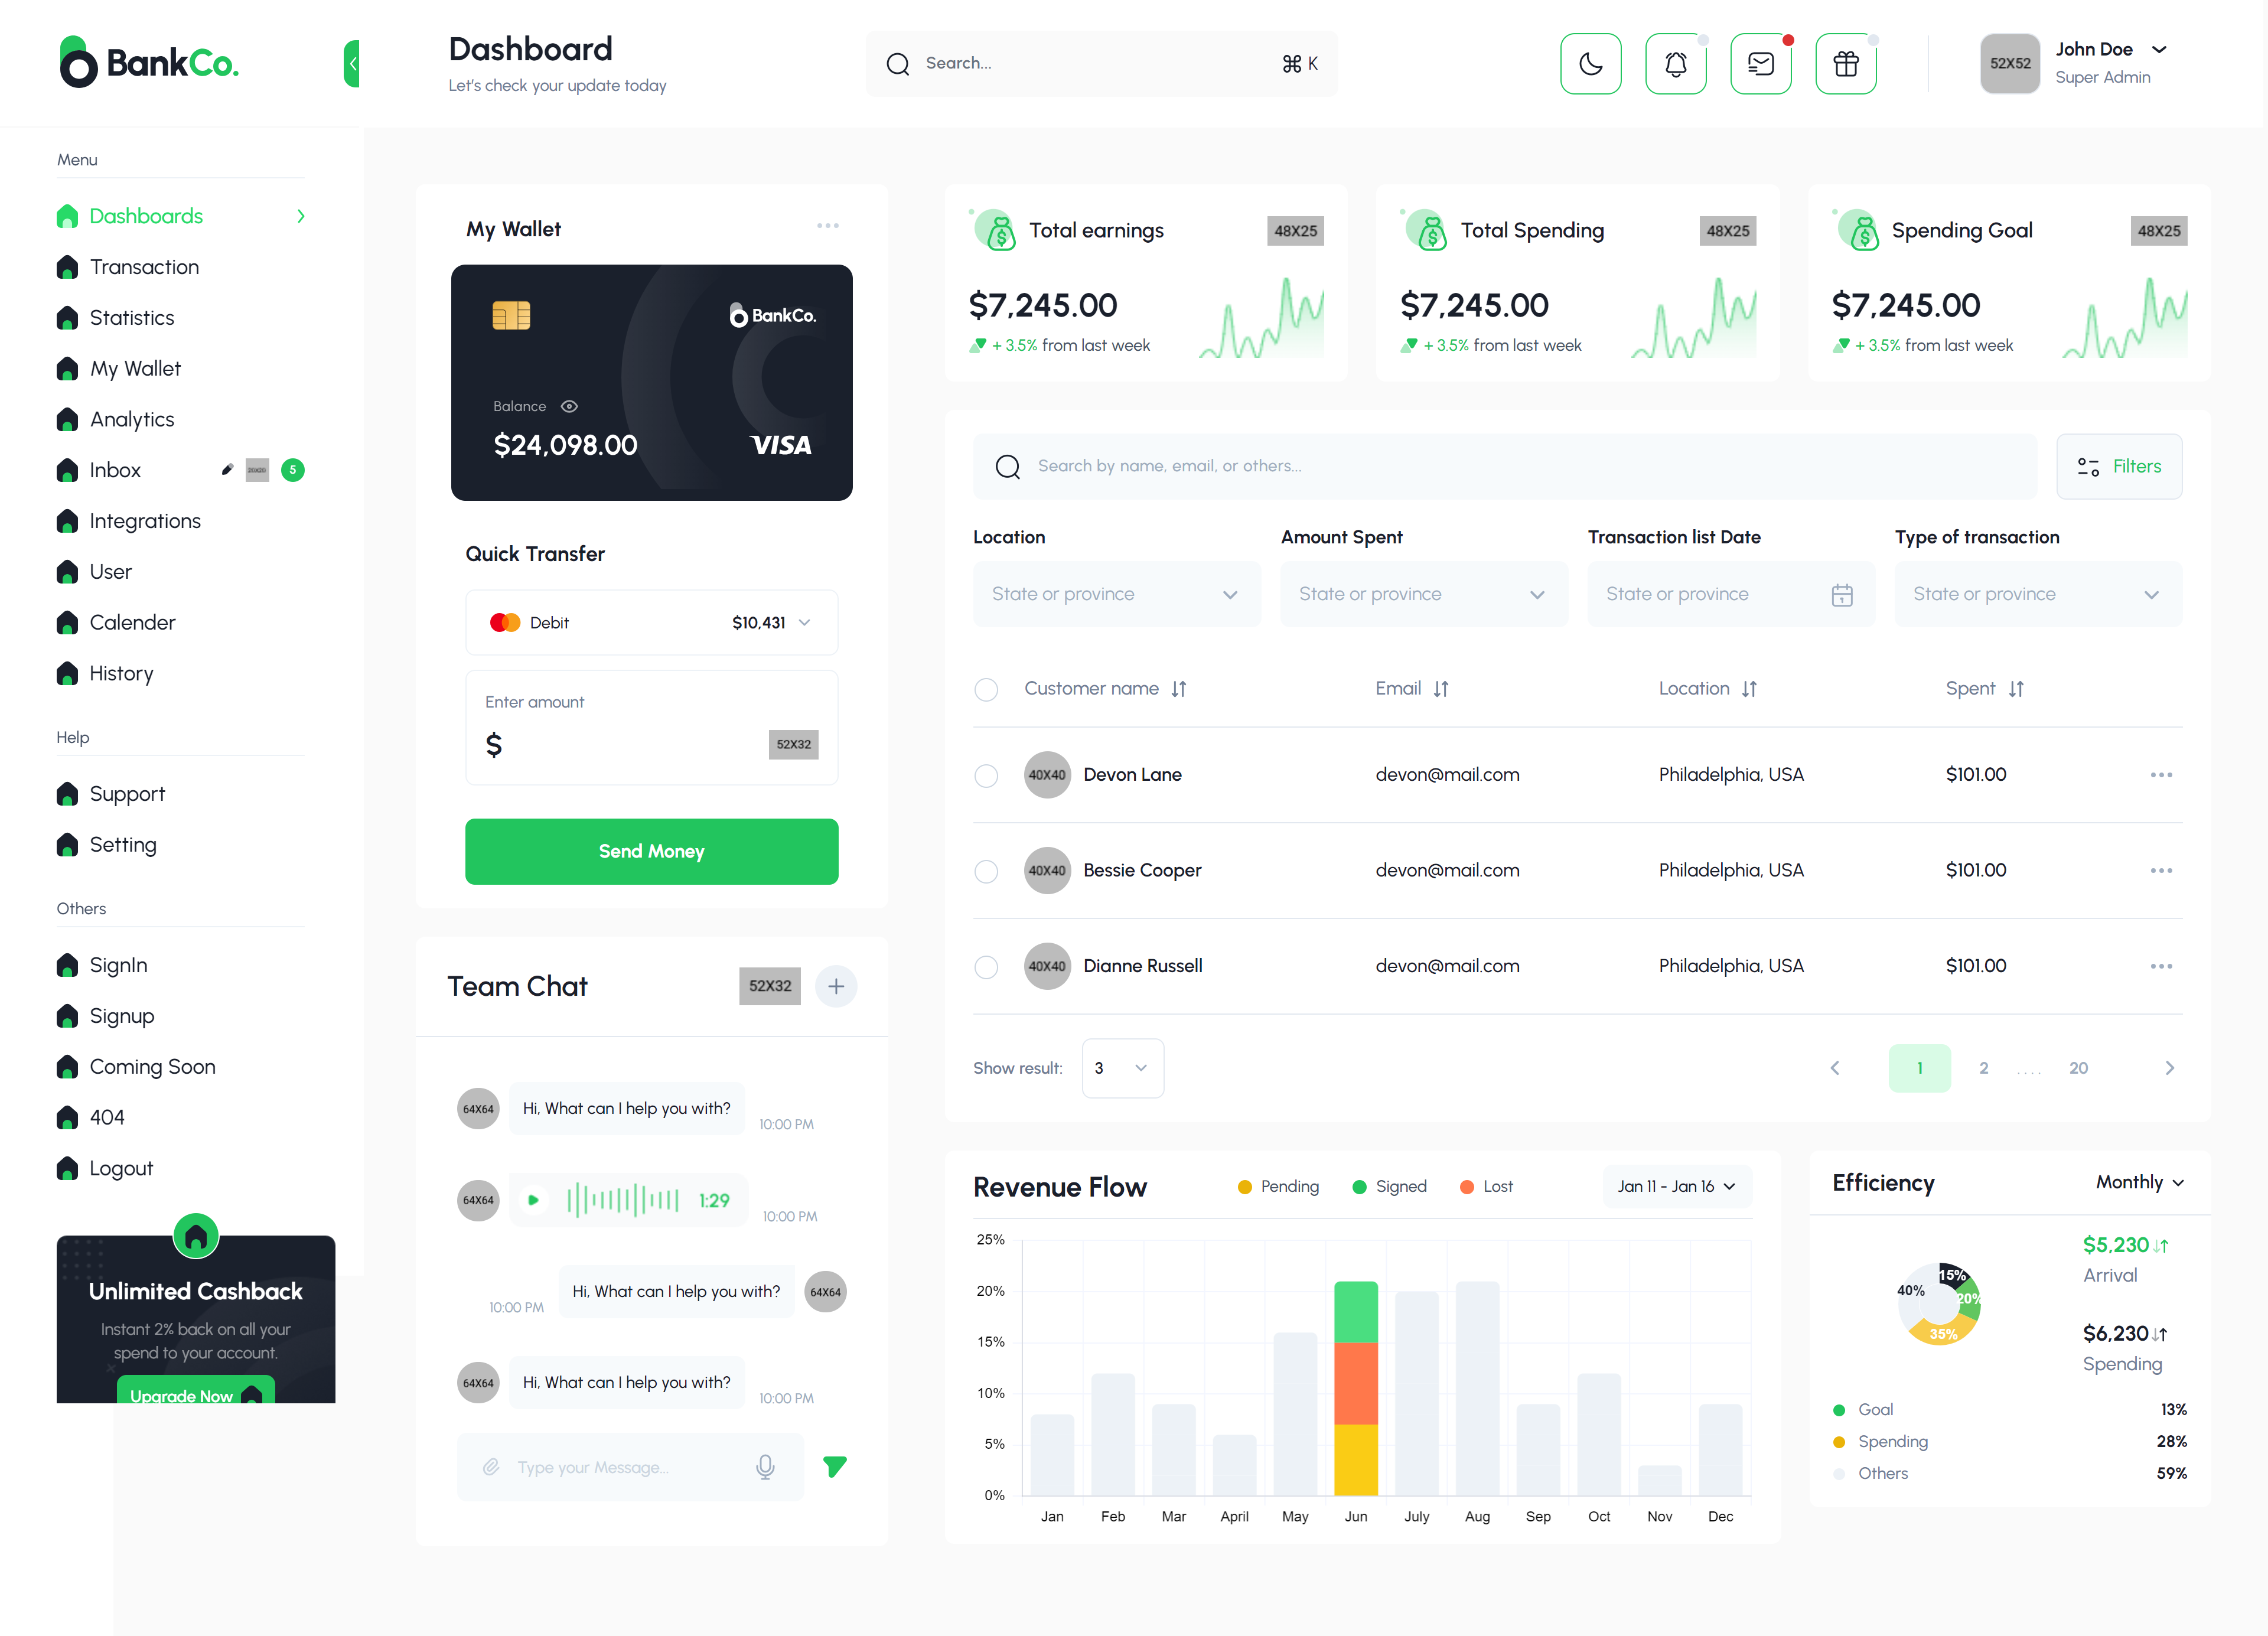 BankCo.
Dashboard
Let's check your update today
Search...
⌘ K
52X52
John Doe
Super Admin
Menu
Dashboards
Transaction
Statistics
My Wallet
Analytics
Inbox
5
Integrations
User
Calender
History
Help
Support
Setting
Others
SignIn
Signup
Coming Soon
404
Logout
Unlimited Cashback
Instant 2% back on all your
spend to your account.
Upgrade Now
My Wallet
BankCo.
Balance
$24,098.00
VISA
Quick Transfer
Debit
$10,431
Enter amount
$
52X32
Send Money
Team Chat
52X32
64X64
Hi, What can I help you with?
10:00 PM
64X64
1:29
10:00 PM
10:00 PM
Hi, What can I help you with?
64X64
64X64
Hi, What can I help you with?
10:00 PM
Type your Message...
Total earnings
48X25
$7,245.00
+ 3.5% from last week
Total Spending
48X25
$7,245.00
+ 3.5% from last week
Spending Goal
48X25
$7,245.00
+ 3.5% from last week
Search by name, email, or others...
Filters
Location
Amount Spent
Transaction list Date
Type of transaction
State or province
State or province
State or province
1
State or province
Customer name
Email
Location
Spent
40X40
Devon Lane
devon@mail.com
Philadelphia, USA
$101.00
40X40
Bessie Cooper
devon@mail.com
Philadelphia, USA
$101.00
40X40
Dianne Russell
devon@mail.com
Philadelphia, USA
$101.00
Show result:
3
1
2
....
20
Revenue Flow
Pending
Signed
Lost
Jan 11 - Jan 16
25%
20%
15%
10%
5%
0%
Jan
Feb
Mar
April
May
Jun
July
Aug
Sep
Oct
Nov
Dec
Efficiency
Monthly
40%
15%
20%
35%
$5,230
Arrival
$6,230
Spending
Goal
13%
Spending
28%
Others
59%